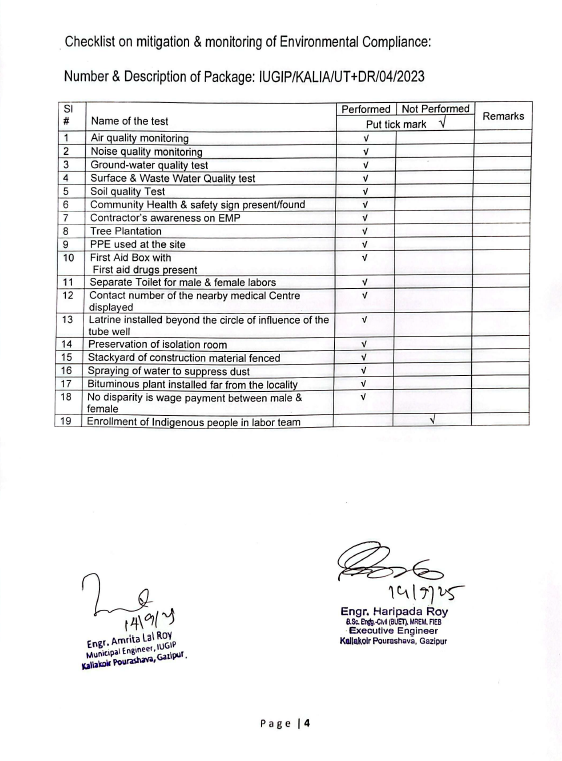 Checklist on mitigation & monitoring of Environmental Compliance:
Number & Description of Package: IUGIP/KALIA/UT+DR/04/2023
Sl # Name of the test Performed Not Performed Remarks
Put tick mark √
1 Air quality monitoring √
2 Noise quality monitoring √
3 Ground-water quality test √
4 Surface & Waste Water Quality test √
5 Soil quality Test √
6 Community Health & safety sign present/found √
7 Contractor's awareness on EMP √
8 Tree Plantation √
9 PPE used at the site √
10 First Aid Box with √
First aid drugs present
11 Separate Toilet for male & female labors √
12 Contact number of the nearby medical Centre √
displayed
13 Latrine installed beyond the circle of influence of the √
tube well
14 Preservation of isolation room √
15 Stackyard of construction material fenced √
16 Spraying of water to suppress dust √
17 Bituminous plant installed far from the locality √
18 No disparity is wage payment between male & √
female
19 Enrollment of Indigenous people in labor team √
Engr. Amrita Lal Roy
Municipal Engineer, IUGIP
Kaliakoir Pourashava, Gazipur.
Engr. Haripada Roy
B.Sc. Engg.-Civil (BUET), MREM, FIEB
Executive Engineer
Kaliakoir Pourashava, Gazipur
Page | 4